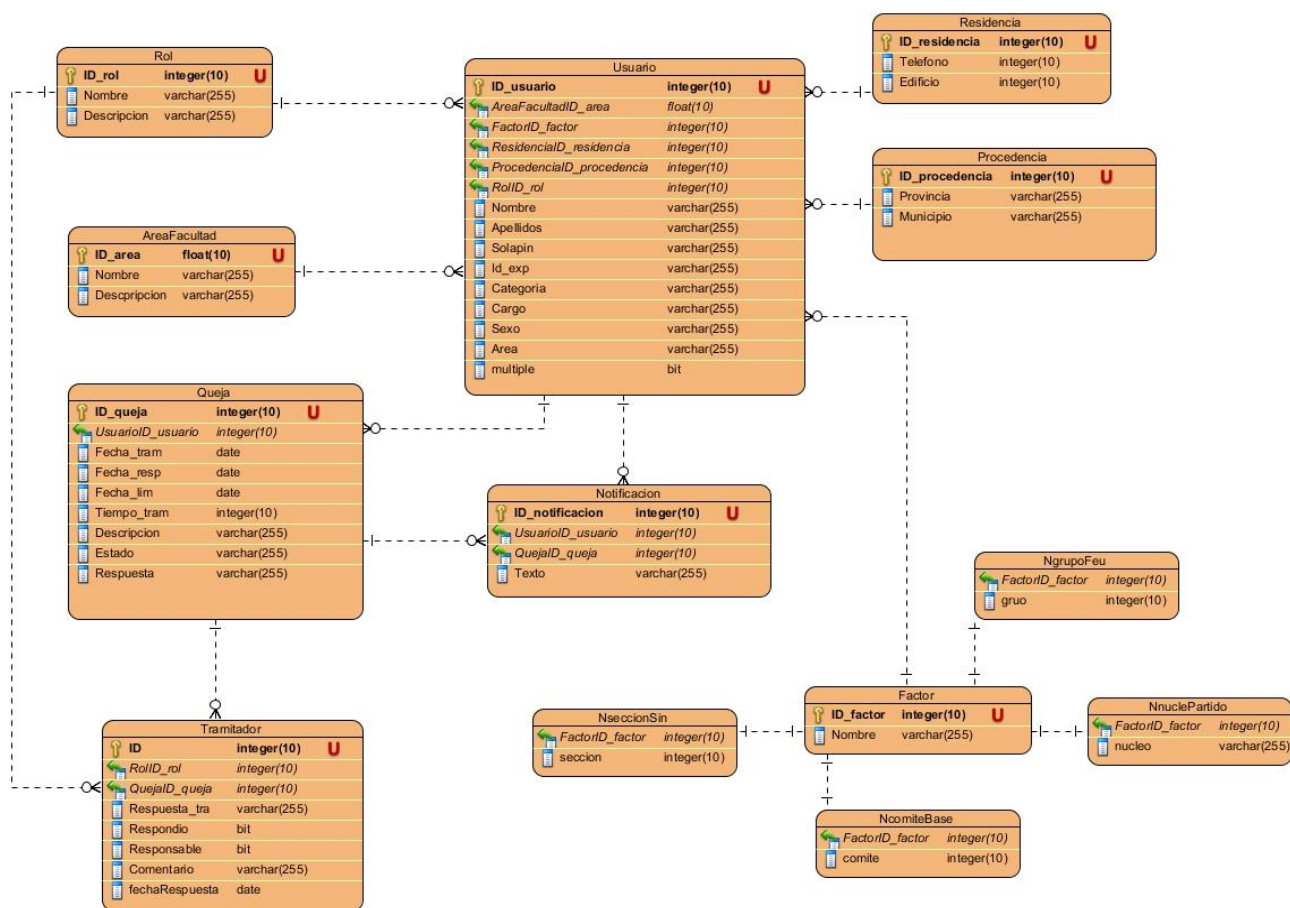 Rol
ID_rol integer(10) U
Nombre varchar(255)
Descripcion varchar(255)
Usuario
ID_usuario integer(10) U
AreaFacultadID_area float(10)
FactorID_factor integer(10)
ResidenciaID_residencia integer(10)
ProcedenciaID_procedencia integer(10)
RolID_rol integer(10)
Nombre varchar(255)
Apellidos varchar(255)
Solapin varchar(255)
Id_exp varchar(255)
Categoria varchar(255)
Cargo varchar(255)
Sexo varchar(255)
Area varchar(255)
multiple bit
Residencia
ID_residencia integer(10) U
Telefono integer(10)
Edificio integer(10)
Procedencia
ID_procedencia integer(10) U
Provincia varchar(255)
Municipio varchar(255)
AreaFacultad
ID_area float(10) U
Nombre varchar(255)
Descpripcion varchar(255)
Queja
ID_queja integer(10) U
UsuarioID_usuario integer(10)
Fecha_tram date
Fecha_resp date
Fecha_lim date
Tiempo_tram integer(10)
Descripcion varchar(255)
Estado varchar(255)
Respuesta varchar(255)
Notificacion
ID_notificacion integer(10) U
UsuarioID_usuario integer(10)
QuejaID_queja integer(10)
Texto varchar(255)
NgrupoFeu
FactorID_factor integer(10)
gruo integer(10)
Factor
ID_factor integer(10) U
Nombre varchar(255)
NseccionSin
FactorID_factor integer(10)
seccion integer(10)
NnuclePartido
FactorID_factor integer(10)
nucleo varchar(255)
NcomiteBase
FactorID_factor integer(10)
comite integer(10)
Tramitador
ID integer(10) U
RolID_rol integer(10)
QuejaID_queja integer(10)
Respuesta_tra varchar(255)
Respondio bit
Responsable bit
Comentario varchar(255)
fechaRespuesta date